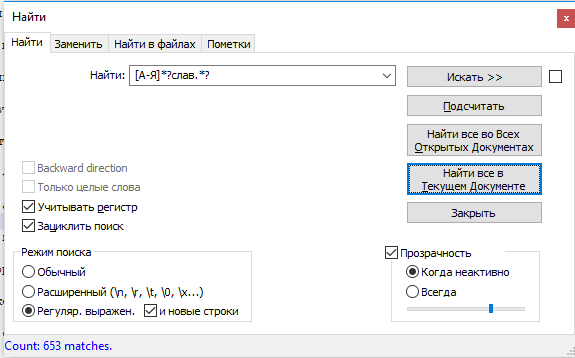 Найти
Найти
Заменить
Найти в файлах
Пометки
Найти:
[А-Я]*?слав.*?
Искать >>
Подсчитать
Найти все во Всех
Открытых Документах
Найти все в
Текущем Документе
Закрыть
Backward direction
Только целые слова
Учитывать регистр
Зациклить поиск
Режим поиска
Обычный
Расширенный (\n, \r, \t, \0, \x...)
Регуляр. выражен.
и новые строки
Прозрачность
Когда неактивно
Всегда
Count: 653 matches.